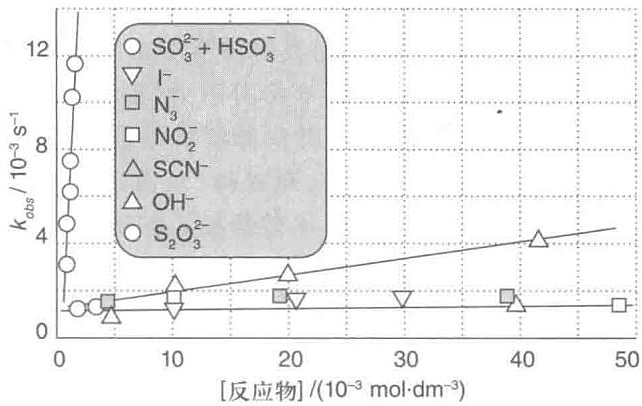 12
8
4
0
k_obs / 10⁻³ s⁻¹
SO₃²⁻ + HSO₃⁻
I⁻
N₃⁻
NO₂⁻
SCN⁻
OH⁻
S₂O₃²⁻
0 10 20 30 40 50
[反应物]/(10⁻³ mol·dm⁻³)